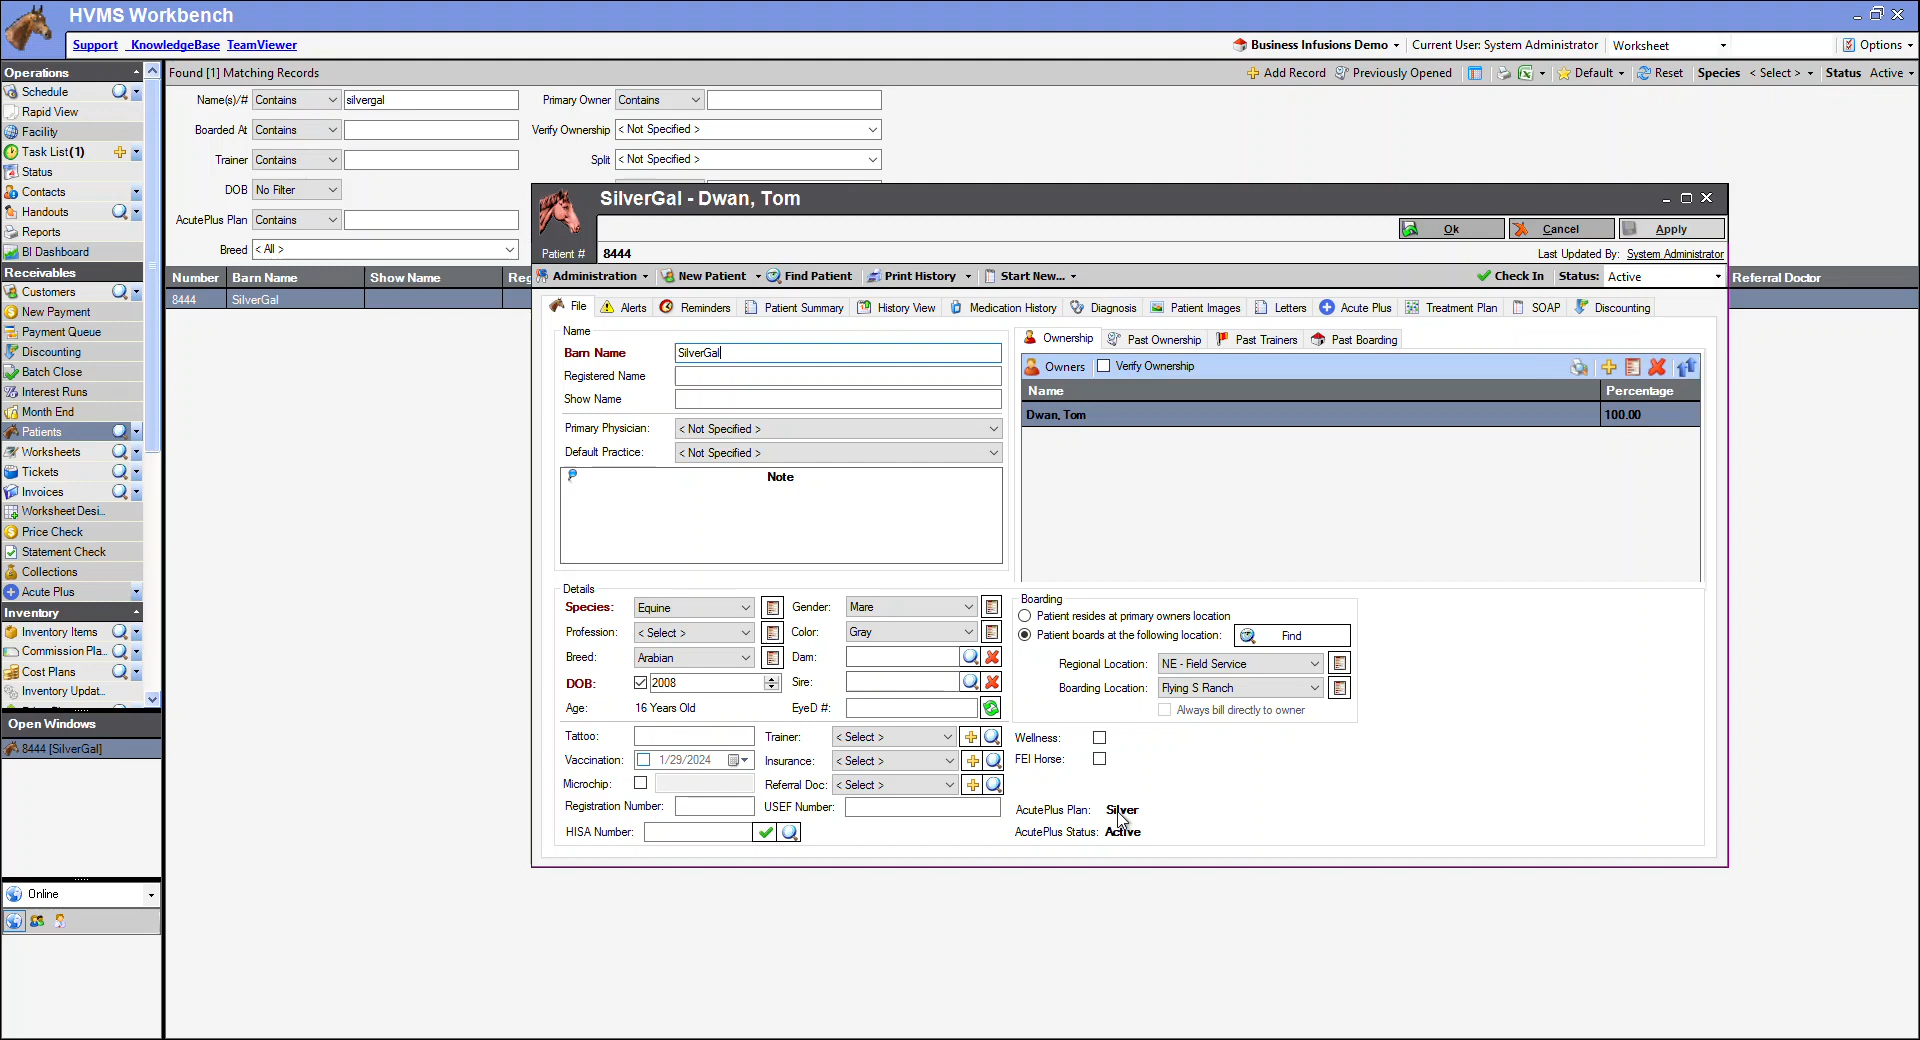 HVMS Workbench
Support KnowledgeBase TeamViewer
Business Infusions Demo Current User: System Administrator Worksheet Options
Operations
Schedule
Rapid View
Facility
Task List(1)
Status
Contacts
Handouts
Reports
BI Dashboard
Receivables
Customers
New Payment
Payment Queue
Discounting
Batch Close
Interest Runs
Month End
Patients
Worksheets
Tickets
Invoices
Worksheet Desi...
Price Check
Statement Check
Collections
Acute Plus
Inventory
Inventory Items
Commission Pla...
Cost Plans
Inventory Updat...
Open Windows
8444 [SilverGal]
Online
Found [1] Matching Records
Add Record Previously Opened Default Reset Species < Select > Status Active
Name(s)/# Contains silvergal Primary Owner Contains
Boarded At Contains Verify Ownership < Not Specified >
Trainer Contains Split < Not Specified >
DOB No Filter
AcutePlus Plan Contains
Breed < All >
Number Barn Name Show Name Reg Referral Doctor
8444 SilverGal
SilverGal - Dwan, Tom
Ok Cancel Apply
Patient # 8444 Last Updated By: System Administrator
Administration New Patient Find Patient Print History Start New... Check In Status: Active
File Alerts Reminders Patient Summary History View Medication History Diagnosis Patient Images Letters Acute Plus Treatment Plan SOAP Discounting
Name
Barn Name SilverGal
Registered Name
Show Name
Primary Physician: < Not Specified >
Default Practice: < Not Specified >
Note
Ownership Past Ownership Past Trainers Past Boarding
Owners Verify Ownership
Name Percentage
Dwan, Tom 100.00
Details
Species: Equine Gender: Mare
Profession: < Select > Color: Gray
Breed: Arabian Dam:
DOB: 2008 Sire:
Age: 16 Years Old EyeD #:
Tattoo: Trainer: < Select >
Vaccination: 1/29/2024 Insurance: < Select >
Microchip: Referral Doc: < Select >
Registration Number: USEF Number:
HISA Number:
Boarding
Patient resides at primary owners location
Patient boards at the following location: Find
Regional Location: NE - Field Service
Boarding Location: Flying S Ranch
Always bill directly to owner
Wellness:
FEI Horse:
AcutePlus Plan: Silver
AcutePlus Status: Active